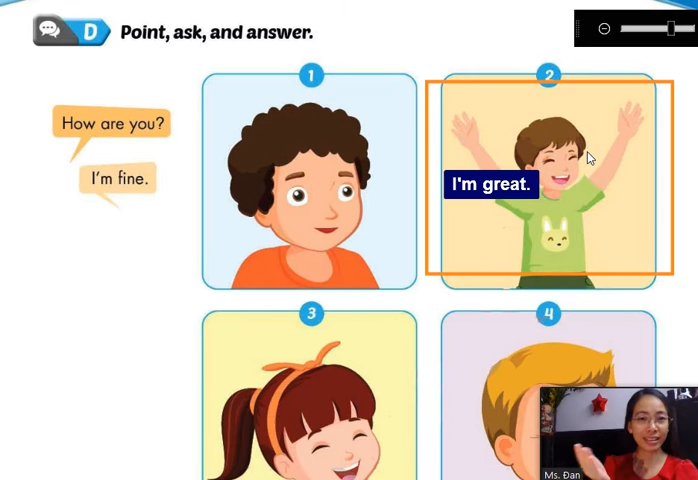 D Point, ask, and answer.
1
2
How are you?
I'm fine.
I'm great.
3
4
Ms. Đan